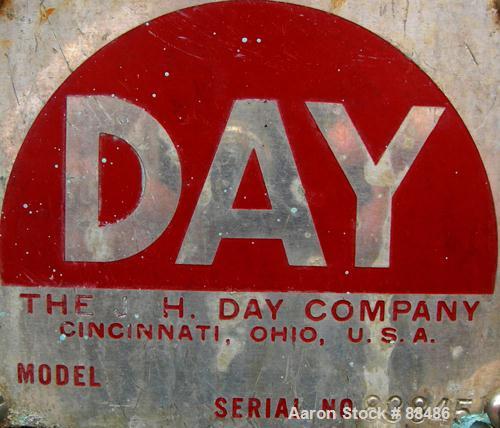 DAY
THE J. H. DAY COMPANY
CINCINNATI, OHIO, U.S.A.
MODEL
SERIAL NO.
Aaron Stock # 88486